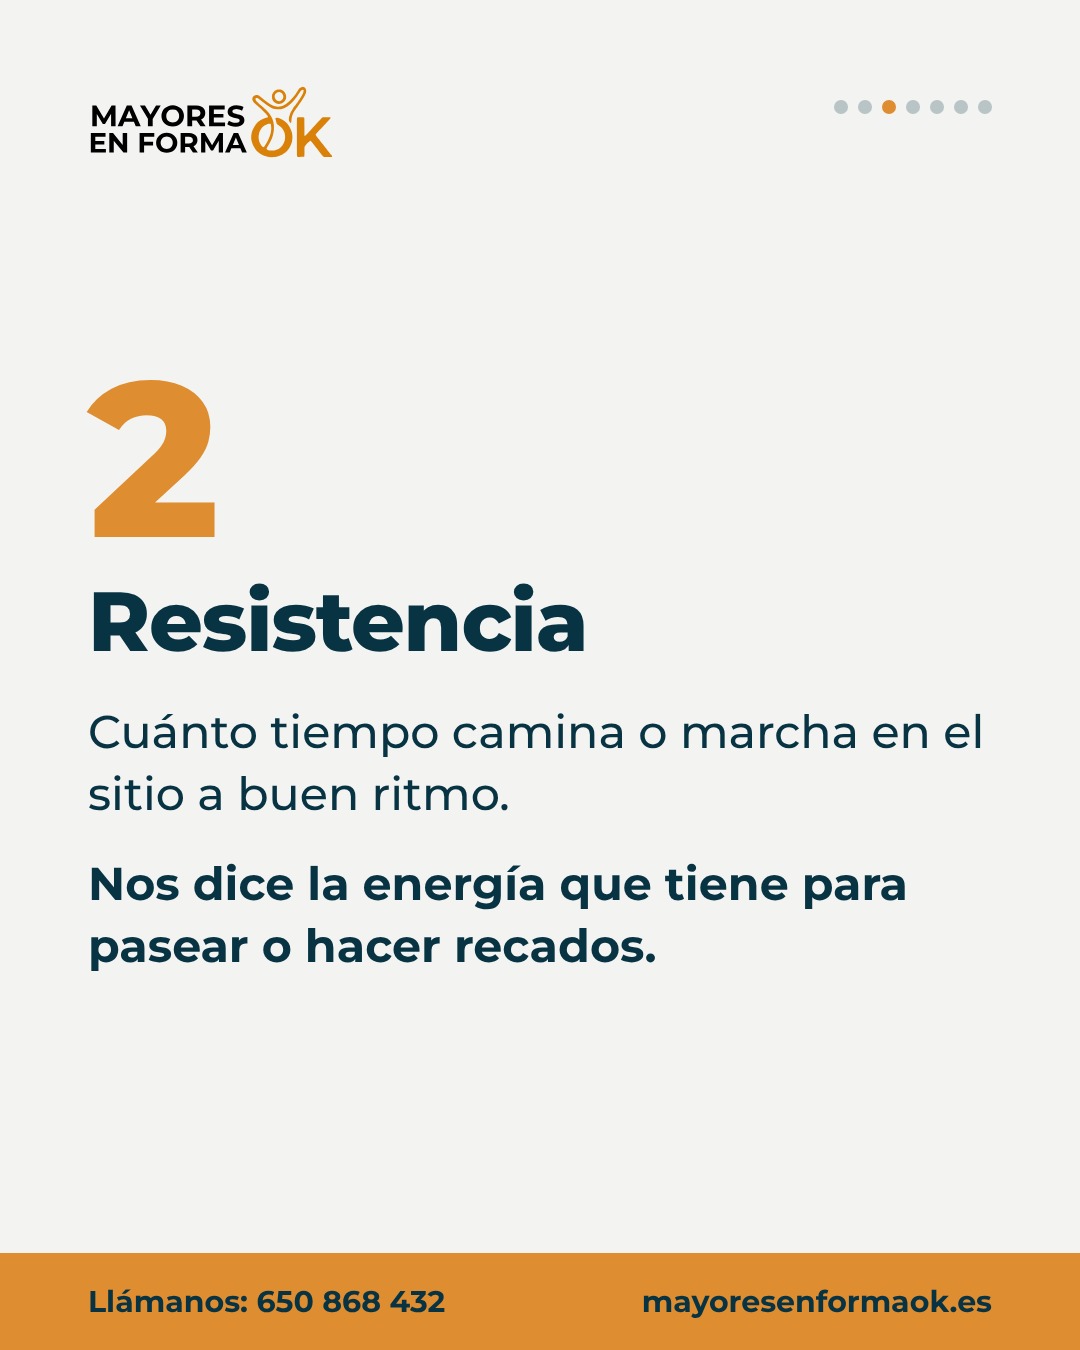 MAYORES
EN FORMA OK
2
Resistencia
Cuánto tiempo camina o marcha en el
sitio a buen ritmo.
Nos dice la energía que tiene para
pasear o hacer recados.
Llámanos: 650 868 432
mayoresenformaok.es